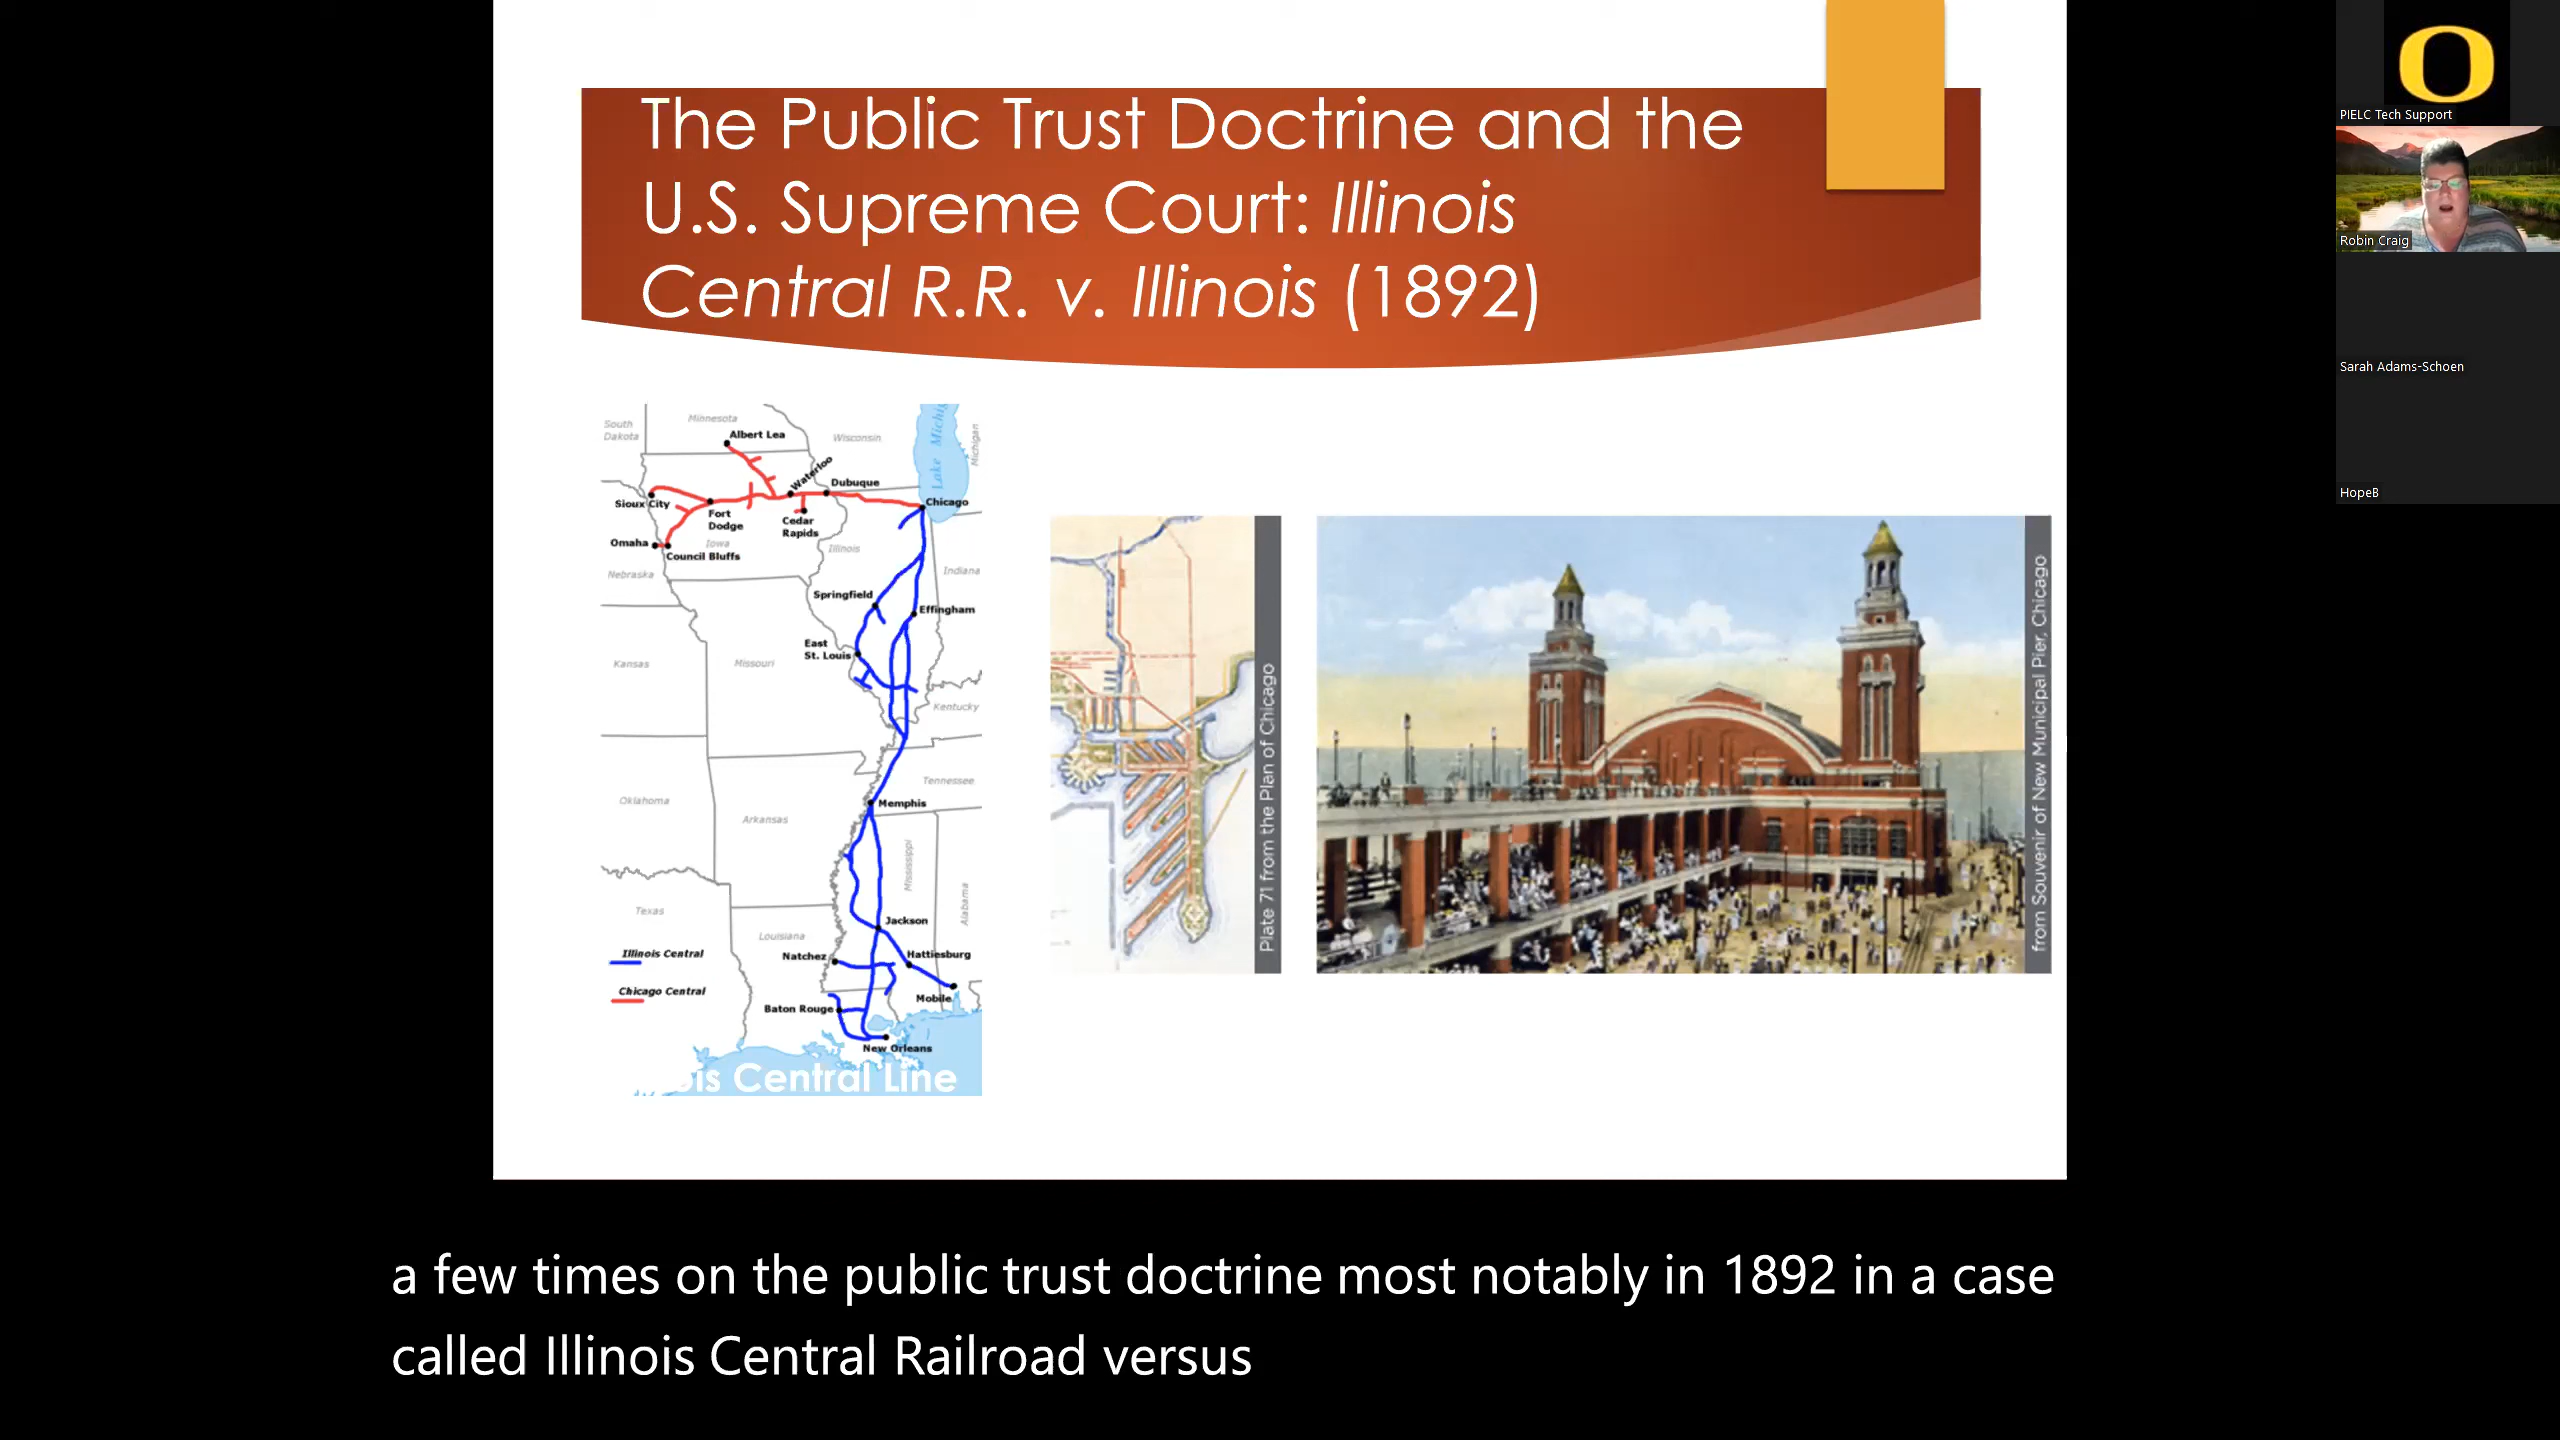 The Public Trust Doctrine and the
U.S. Supreme Court: Illinois
Central R.R. v. Illinois (1892)
South
Dakota
Minnesota
Albert Lea
Wisconsin
Lake Michig
Michigan
Waterloo
Dubuque
Chicago
Sioux City
Fort
Dodge
Cedar
Rapids
Omaha
Iowa
Council Bluffs
Illinois
Indiana
Nebraska
Springfield
Effingham
East
St. Louis
Kansas
Missouri
Kentucky
Tennessee
Oklahoma
Memphis
Arkansas
Mississippi
Alabama
Texas
Jackson
Louisiana
Natchez
Hattiesburg
Illinois Central
Chicago Central
Mobile
Baton Rouge
New Orleans
ois Central Line
Plate 71 from the Plan of Chicago
from Souvenir of New Municipal Pier, Chicago
O
PIELC Tech Support
Robin Craig
Sarah Adams-Schoen
HopeB
a few times on the public trust doctrine most notably in 1892 in a case
called Illinois Central Railroad versus